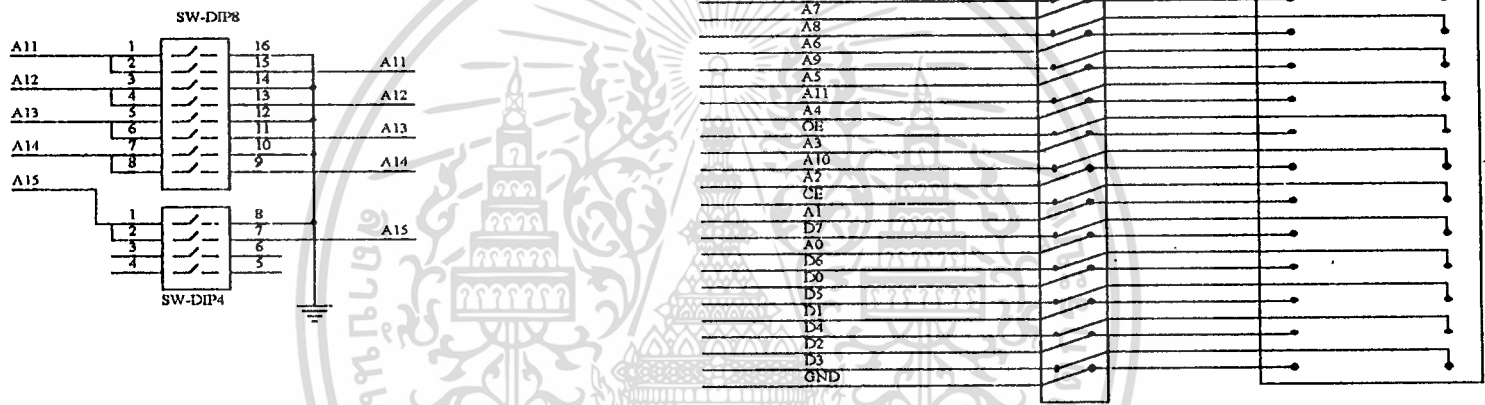 SW-DIP8
A11 1 16
2 15 A11
A12 3 14
4 13 A12
A13 5 12
6 11 A13
A14 7 10
8 9 A14
A15
1 8
2 7 A15
3 6
4 5
SW-DIP4
A7
A8
A6
A9
A5
A11
A4
OE
A3
A10
A2
CE
A1
D7
A0
D6
D0
D5
D1
D4
D2
D3
GND